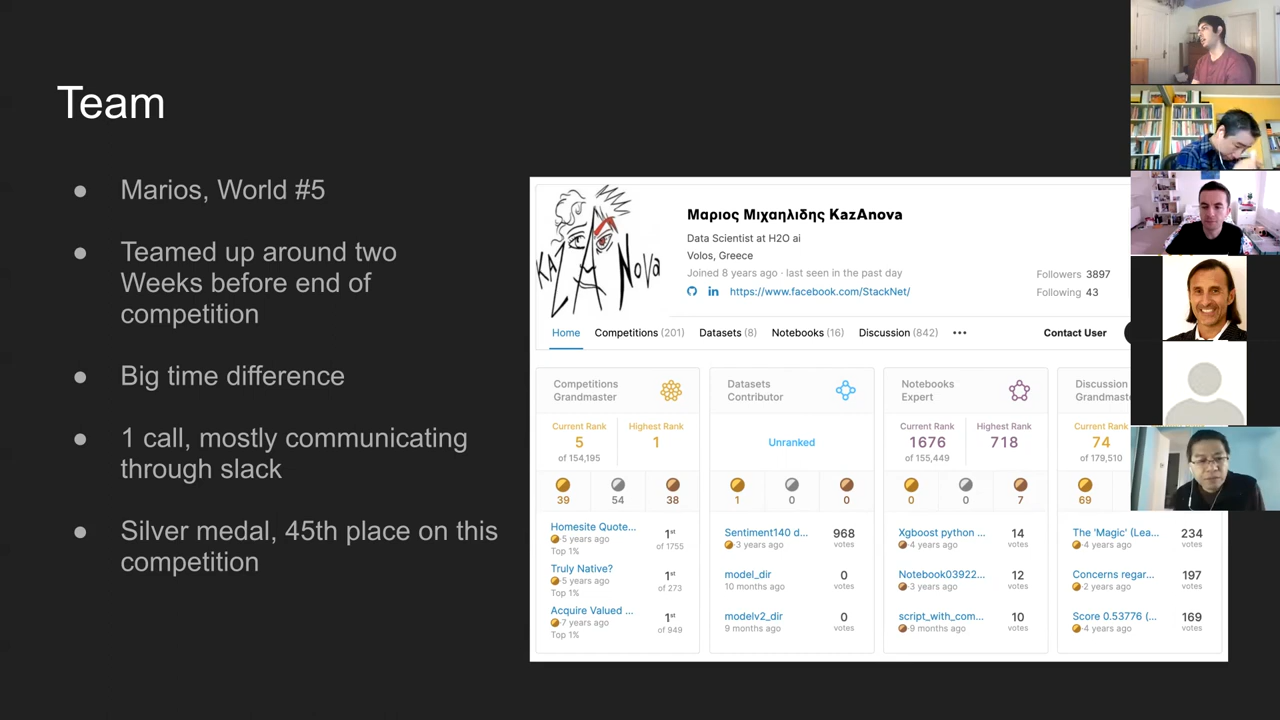 Team
● Marios, World #5
● Teamed up around two
Weeks before end of
competition
● Big time difference
● 1 call, mostly communicating
through slack
● Silver medal, 45th place on this
competition
KAZ A NOVA
Μαριος Μιχαηλιδης KazAnova
Data Scientist at H2O ai
Volos, Greece
Joined 8 years ago · last seen in the past day
https://www.facebook.com/StackNet/
Followers 3897
Following 43
Home Competitions (201) Datasets (8) Notebooks (16) Discussion (842) ••• Contact User
Competitions
Grandmaster
Current Rank Highest Rank
5 1
of 154,195
39 54 38
Homesite Quote... 1st
5 years ago of 1755
Top 1%
Truly Native? 1st
5 years ago of 273
Top 1%
Acquire Valued ... 1st
7 years ago of 949
Top 1%
Datasets
Contributor
Unranked
1 0 0
Sentiment140 d... 968
3 years ago votes
model_dir 0
10 months ago votes
modelv2_dir 0
9 months ago votes
Notebooks
Expert
Current Rank Highest Rank
1676 718
of 155,449
0 0 7
Xgboost python ... 14
4 years ago votes
Notebook03922... 12
3 years ago votes
script_with_com... 10
9 months ago votes
Discussion
Grandmaste
Current Rank
74
of 179,510
69
The 'Magic' (Lea... 234
4 years ago votes
Concerns regar... 197
2 years ago votes
Score 0.53776 (... 169
4 years ago votes